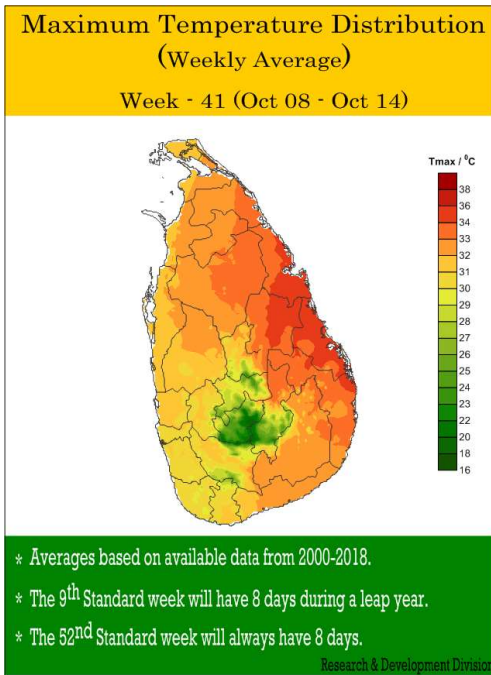 Maximum Temperature Distribution
(Weekly Average)
Week - 41 (Oct 08 - Oct 14)
Tmax / ⁰C
38
36
35
34
33
32
31
30
29
28
27
26
25
24
23
22
20
18
16
* Averages based on available data from 2000-2018.
* The 9th Standard week will have 8 days during a leap year.
* The 52nd Standard week will always have 8 days.
Research & Development Division